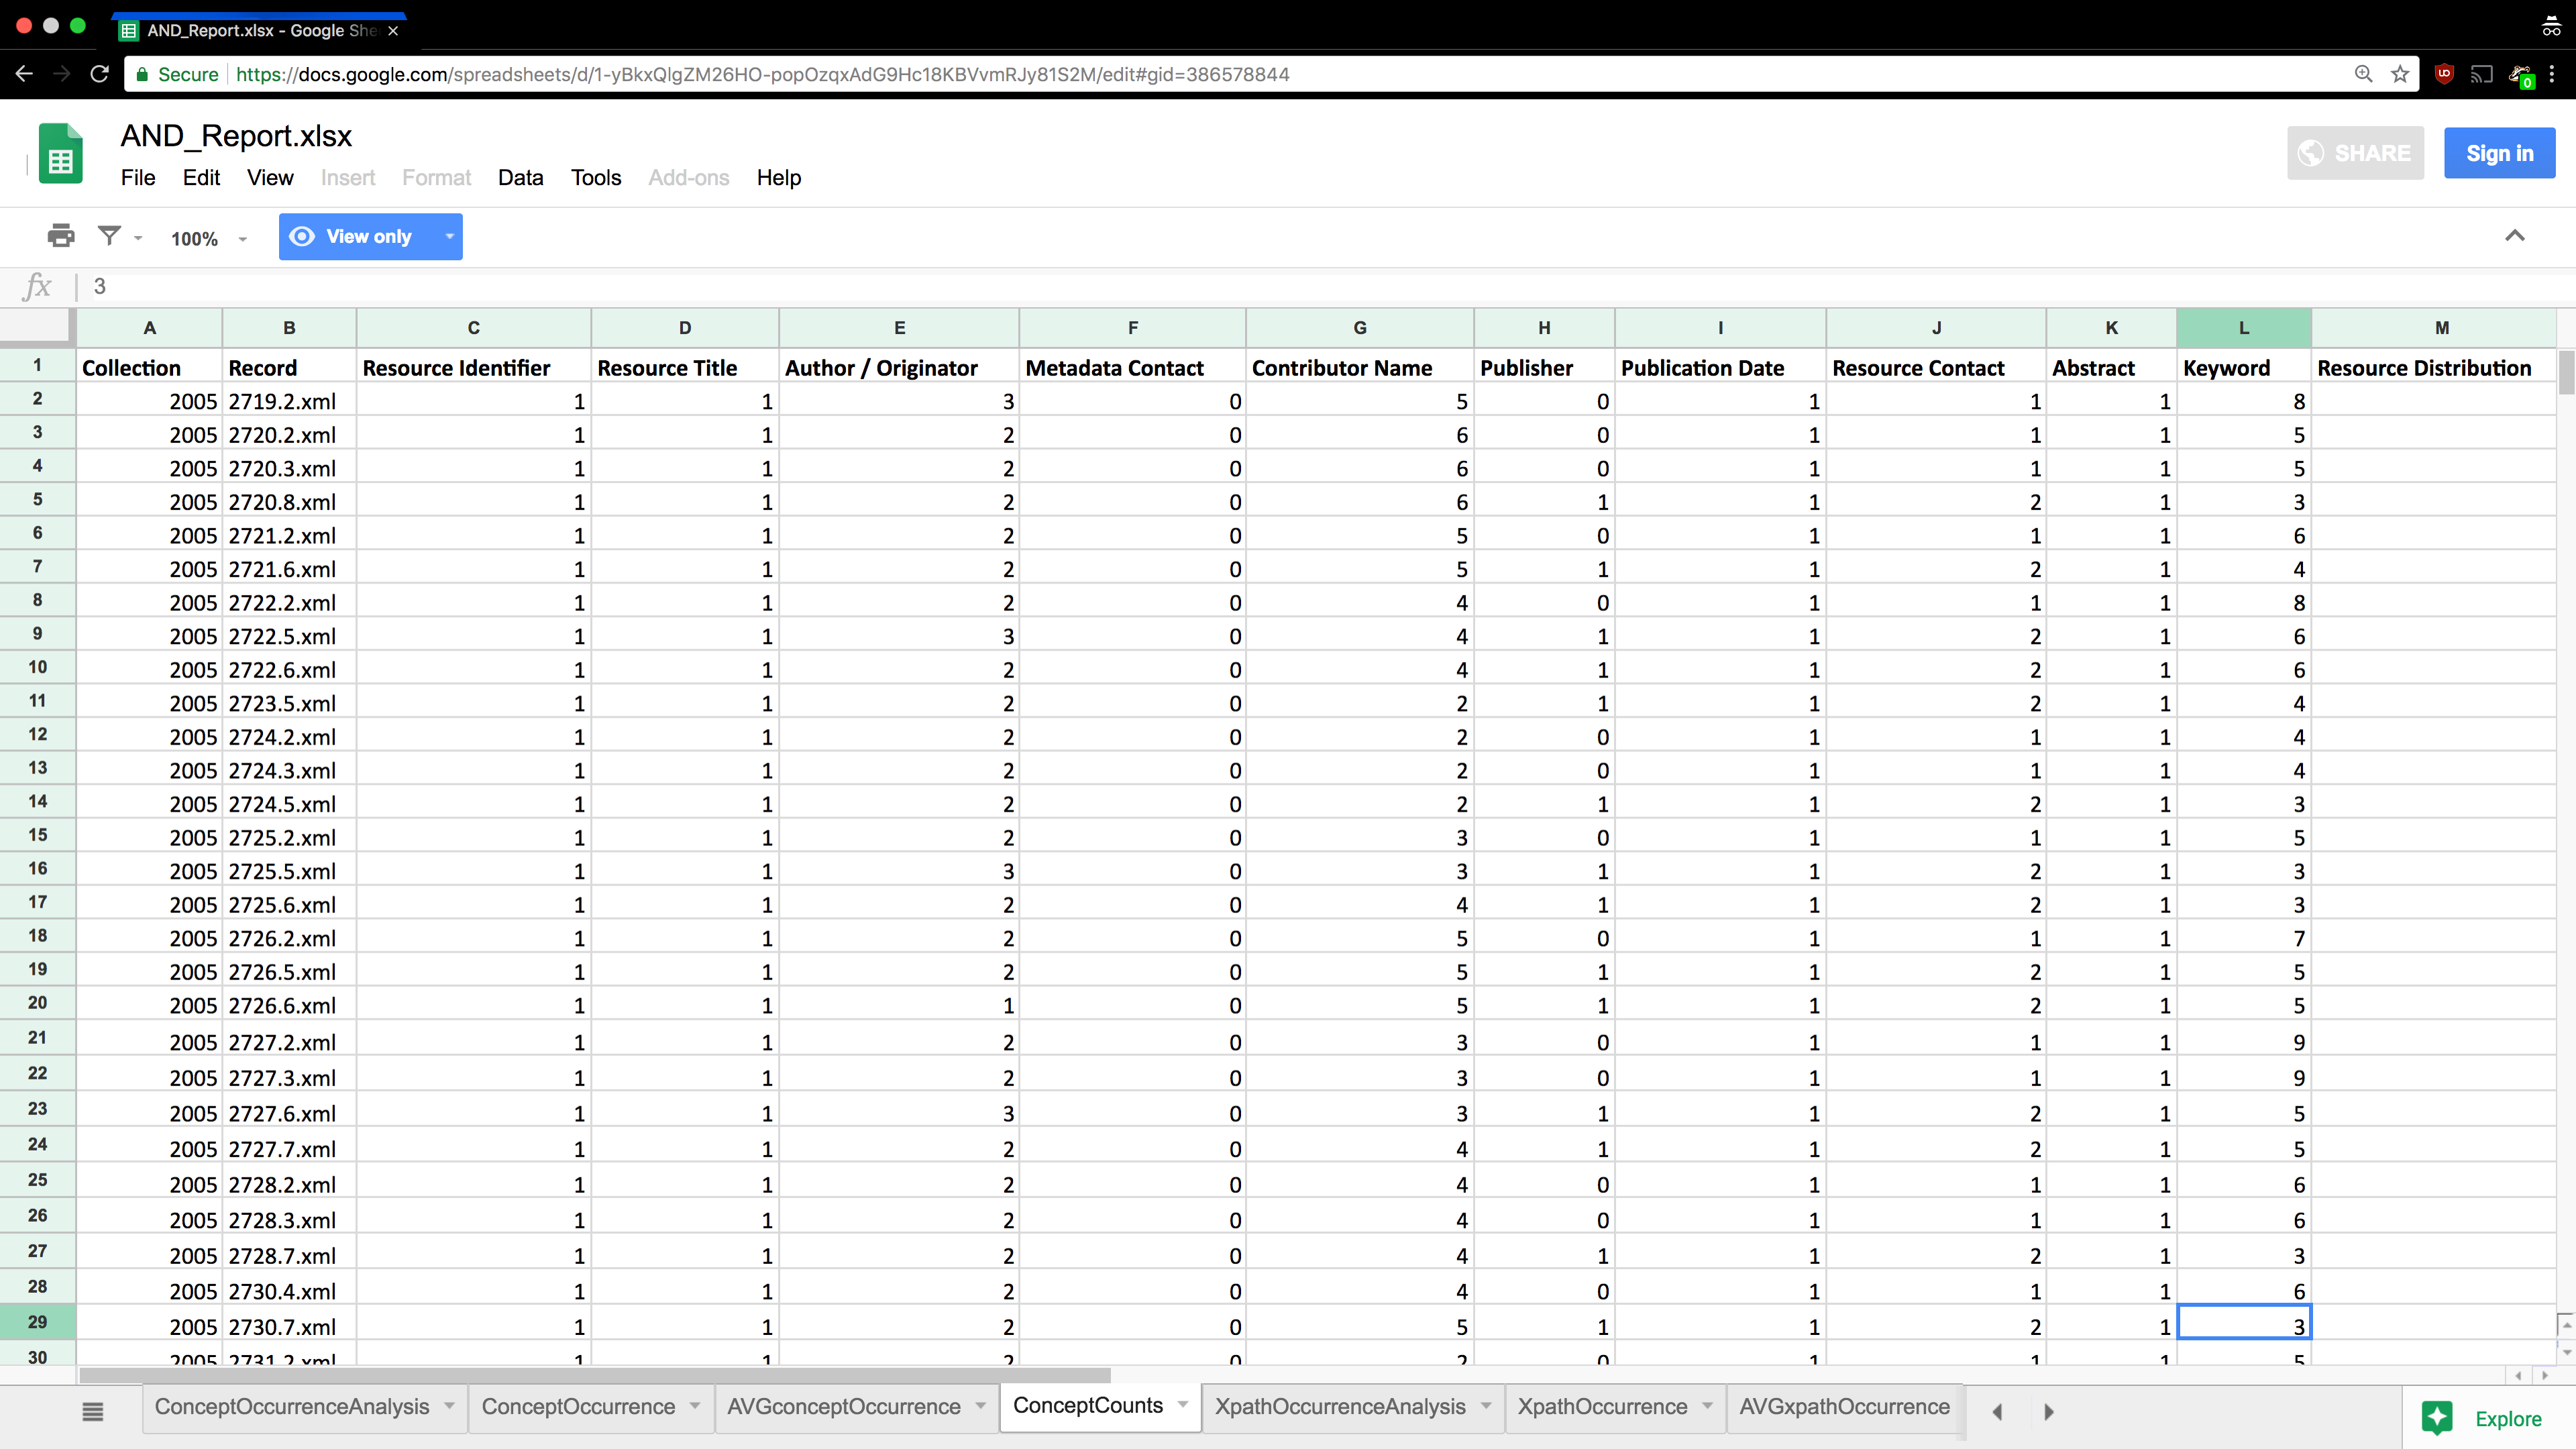 AND_Report.xlsx - Google She
Secure https://docs.google.com/spreadsheets/d/1-yBkxQlgZM26HO-popOzqxAdG9Hc18KBVvmRJy81S2M/edit#gid=386578844
0
AND_Report.xlsx
SHARE Sign in
File Edit View Insert Format Data Tools Add-ons Help
100% View only
fx 3
A B C D E F G H I J K L M
1 Collection Record Resource Identifier Resource Title Author / Originator Metadata Contact Contributor Name Publisher Publication Date Resource Contact Abstract Keyword Resource Distribution
2 2005 2719.2.xml 1 1 3 0 5 0 1 1 1 8
3 2005 2720.2.xml 1 1 2 0 6 0 1 1 1 5
4 2005 2720.3.xml 1 1 2 0 6 0 1 1 1 5
5 2005 2720.8.xml 1 1 2 0 6 1 1 2 1 3
6 2005 2721.2.xml 1 1 2 0 5 0 1 1 1 6
7 2005 2721.6.xml 1 1 2 0 5 1 1 2 1 4
8 2005 2722.2.xml 1 1 2 0 4 0 1 1 1 8
9 2005 2722.5.xml 1 1 3 0 4 1 1 2 1 6
10 2005 2722.6.xml 1 1 2 0 4 1 1 2 1 6
11 2005 2723.5.xml 1 1 2 0 2 1 1 2 1 4
12 2005 2724.2.xml 1 1 2 0 2 0 1 1 1 4
13 2005 2724.3.xml 1 1 2 0 2 0 1 1 1 4
14 2005 2724.5.xml 1 1 2 0 2 1 1 2 1 3
15 2005 2725.2.xml 1 1 2 0 3 0 1 1 1 5
16 2005 2725.5.xml 1 1 3 0 3 1 1 2 1 3
17 2005 2725.6.xml 1 1 2 0 4 1 1 2 1 3
18 2005 2726.2.xml 1 1 2 0 5 0 1 1 1 7
19 2005 2726.5.xml 1 1 2 0 5 1 1 2 1 5
20 2005 2726.6.xml 1 1 1 0 5 1 1 2 1 5
21 2005 2727.2.xml 1 1 2 0 3 0 1 1 1 9
22 2005 2727.3.xml 1 1 2 0 3 0 1 1 1 9
23 2005 2727.6.xml 1 1 3 0 3 1 1 2 1 5
24 2005 2727.7.xml 1 1 2 0 4 1 1 2 1 5
25 2005 2728.2.xml 1 1 2 0 4 0 1 1 1 6
26 2005 2728.3.xml 1 1 2 0 4 0 1 1 1 6
27 2005 2728.7.xml 1 1 2 0 4 1 1 2 1 3
28 2005 2730.4.xml 1 1 2 0 4 0 1 1 1 6
29 2005 2730.7.xml 1 1 2 0 5 1 1 2 1 3
30 2005 2731.2.xml 1 1 2 0 2 0 1 1 1 5
ConceptOccurrenceAnalysis ConceptOccurrence AVGconceptOccurrence ConceptCounts XpathOccurrenceAnalysis XpathOccurrence AVGxpathOccurrence Explore